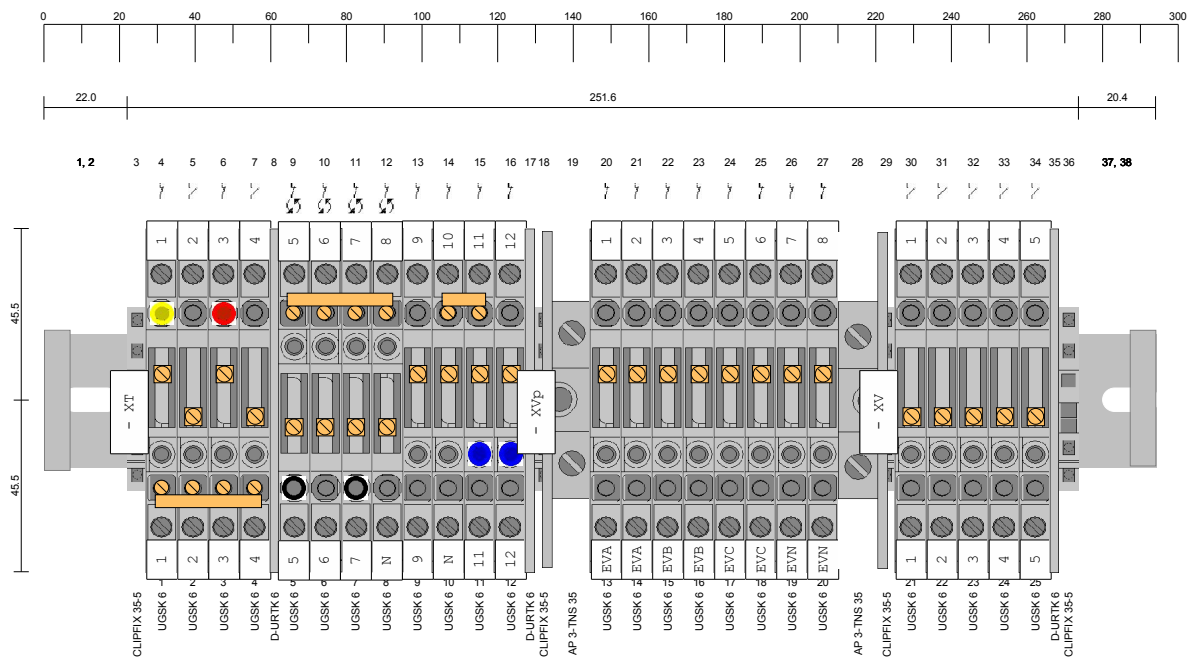 0 20 40 60 80 100 120 140 160 180 200 220 240 260 280 300
22.0 251.6 20.4
1, 2 3 4 5 6 7 8 9 10 11 12 13 14 15 16 17 18 19 20 21 22 23 24 25 26 27 28 29 30 31 32 33 34 35 36 37, 38
1 2 3 4 5 6 7 8 9 10 11 12 1 2 3 4 5 6 7 8 1 2 3 4 5
45.5
- XT - XVp - XV
45.5
1 2 3 4 5 6 7 N 9 N 11 12 EVA EVA EVB EVB EVC EVC EVN EVN 1 2 3 4 5
1 2 3 4 5 6 7 8 9 10 11 12 13 14 15 16 17 18 19 20 21 22 23 24 25
CLIPFIX 35-5 UGSK 6 UGSK 6 UGSK 6 UGSK 6 D-URTK 6 UGSK 6 UGSK 6 UGSK 6 UGSK 6 UGSK 6 UGSK 6 UGSK 6 UGSK 6 D-URTK 6 CLIPFIX 35-5 AP 3-TNS 35 UGSK 6 UGSK 6 UGSK 6 UGSK 6 UGSK 6 UGSK 6 UGSK 6 UGSK 6 AP 3-TNS 35 CLIPFIX 35-5 UGSK 6 UGSK 6 UGSK 6 UGSK 6 UGSK 6 D-URTK 6 CLIPFIX 35-5